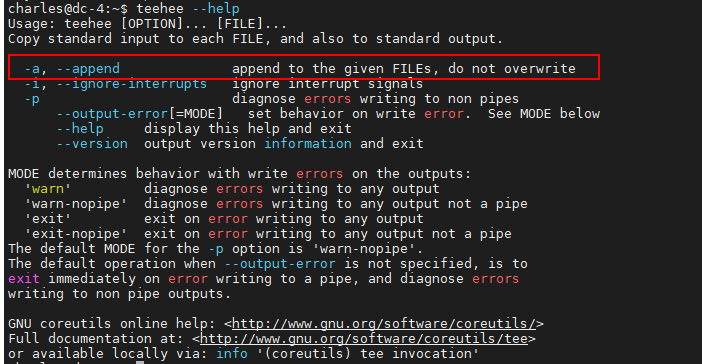 charles@dc-4:~$ teehee --help
Usage: teehee [OPTION]... [FILE]...
Copy standard input to each FILE, and also to standard output.

  -a, --append              append to the given FILEs, do not overwrite
  -i, --ignore-interrupts   ignore interrupt signals
  -p                        diagnose errors writing to non pipes
      --output-error[=MODE]   set behavior on write error.  See MODE below
      --help     display this help and exit
      --version  output version information and exit

MODE determines behavior with write errors on the outputs:
  'warn'         diagnose errors writing to any output
  'warn-nopipe'  diagnose errors writing to any output not a pipe
  'exit'         exit on error writing to any output
  'exit-nopipe'  exit on error writing to any output not a pipe
The default MODE for the -p option is 'warn-nopipe'.
The default operation when --output-error is not specified, is to
exit immediately on error writing to a pipe, and diagnose errors
writing to non pipe outputs.

GNU coreutils online help: <http://www.gnu.org/software/coreutils/>
Full documentation at: <http://www.gnu.org/software/coreutils/tee>
or available locally via: info '(coreutils) tee invocation'